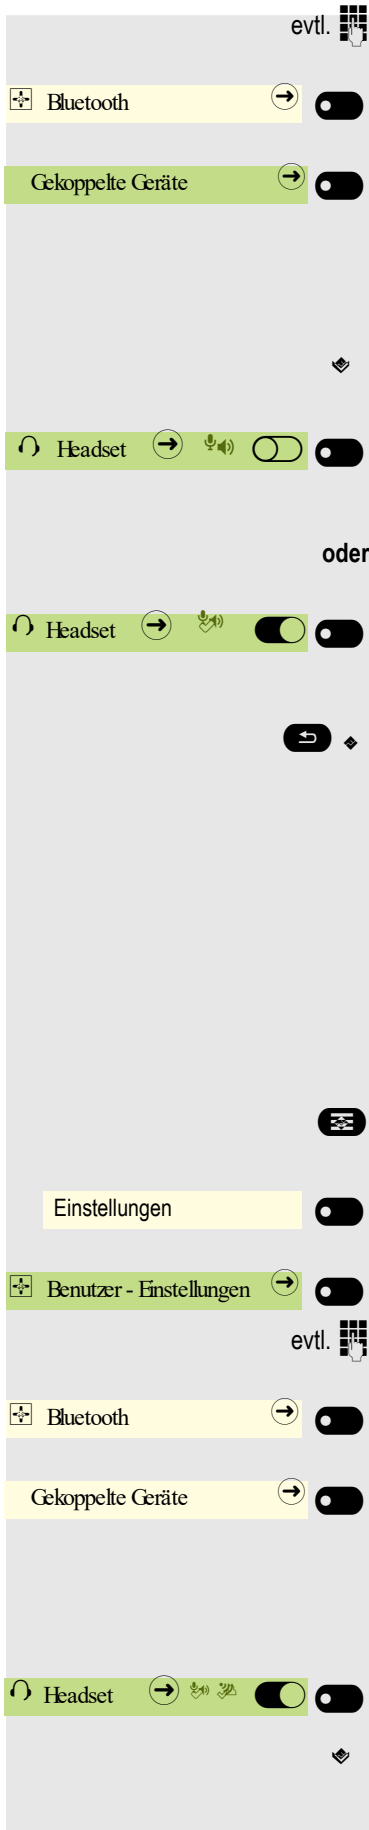 evtl.
Bluetooth
Gekoppelte Geräte
Headset
oder
Headset
Einstellungen
Benutzer - Einstellungen
evtl.
Bluetooth
Gekoppelte Geräte
Headset